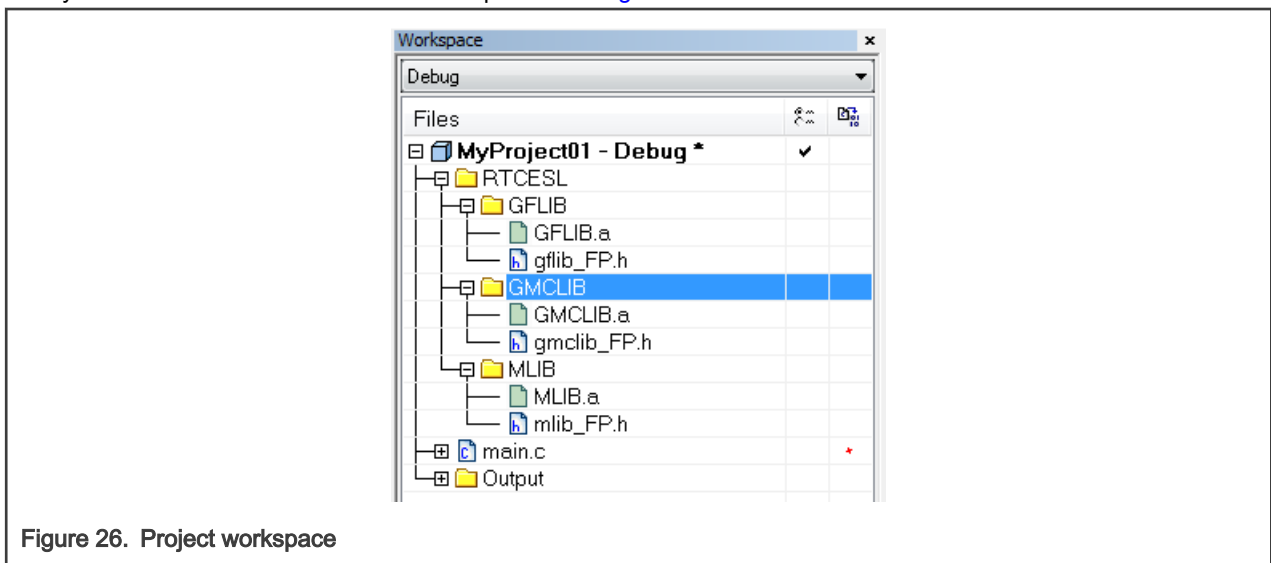 Workspace
Debug
Files
MyProject01 - Debug *
RTCESL
GFLIB
GFLIB.a
gflib_FP.h
GMCLIB
GMCLIB.a
gmclib_FP.h
MLIB
MLIB.a
mlib_FP.h
main.c
Output
Figure 26. Project workspace